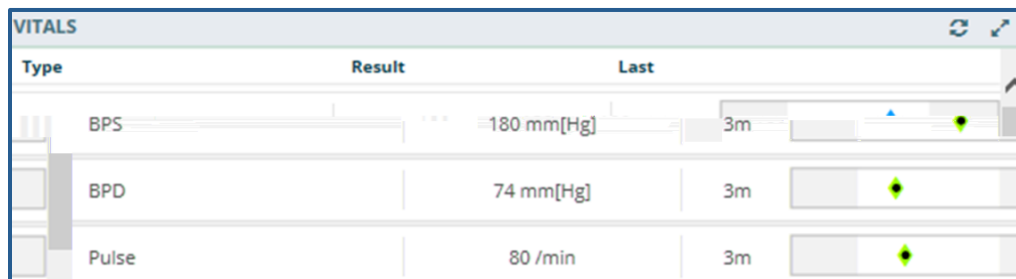 VITALS
Type Result Last
BPS 180 mm[Hg] 3m
BPD 74 mm[Hg] 3m
Pulse 80 /min 3m